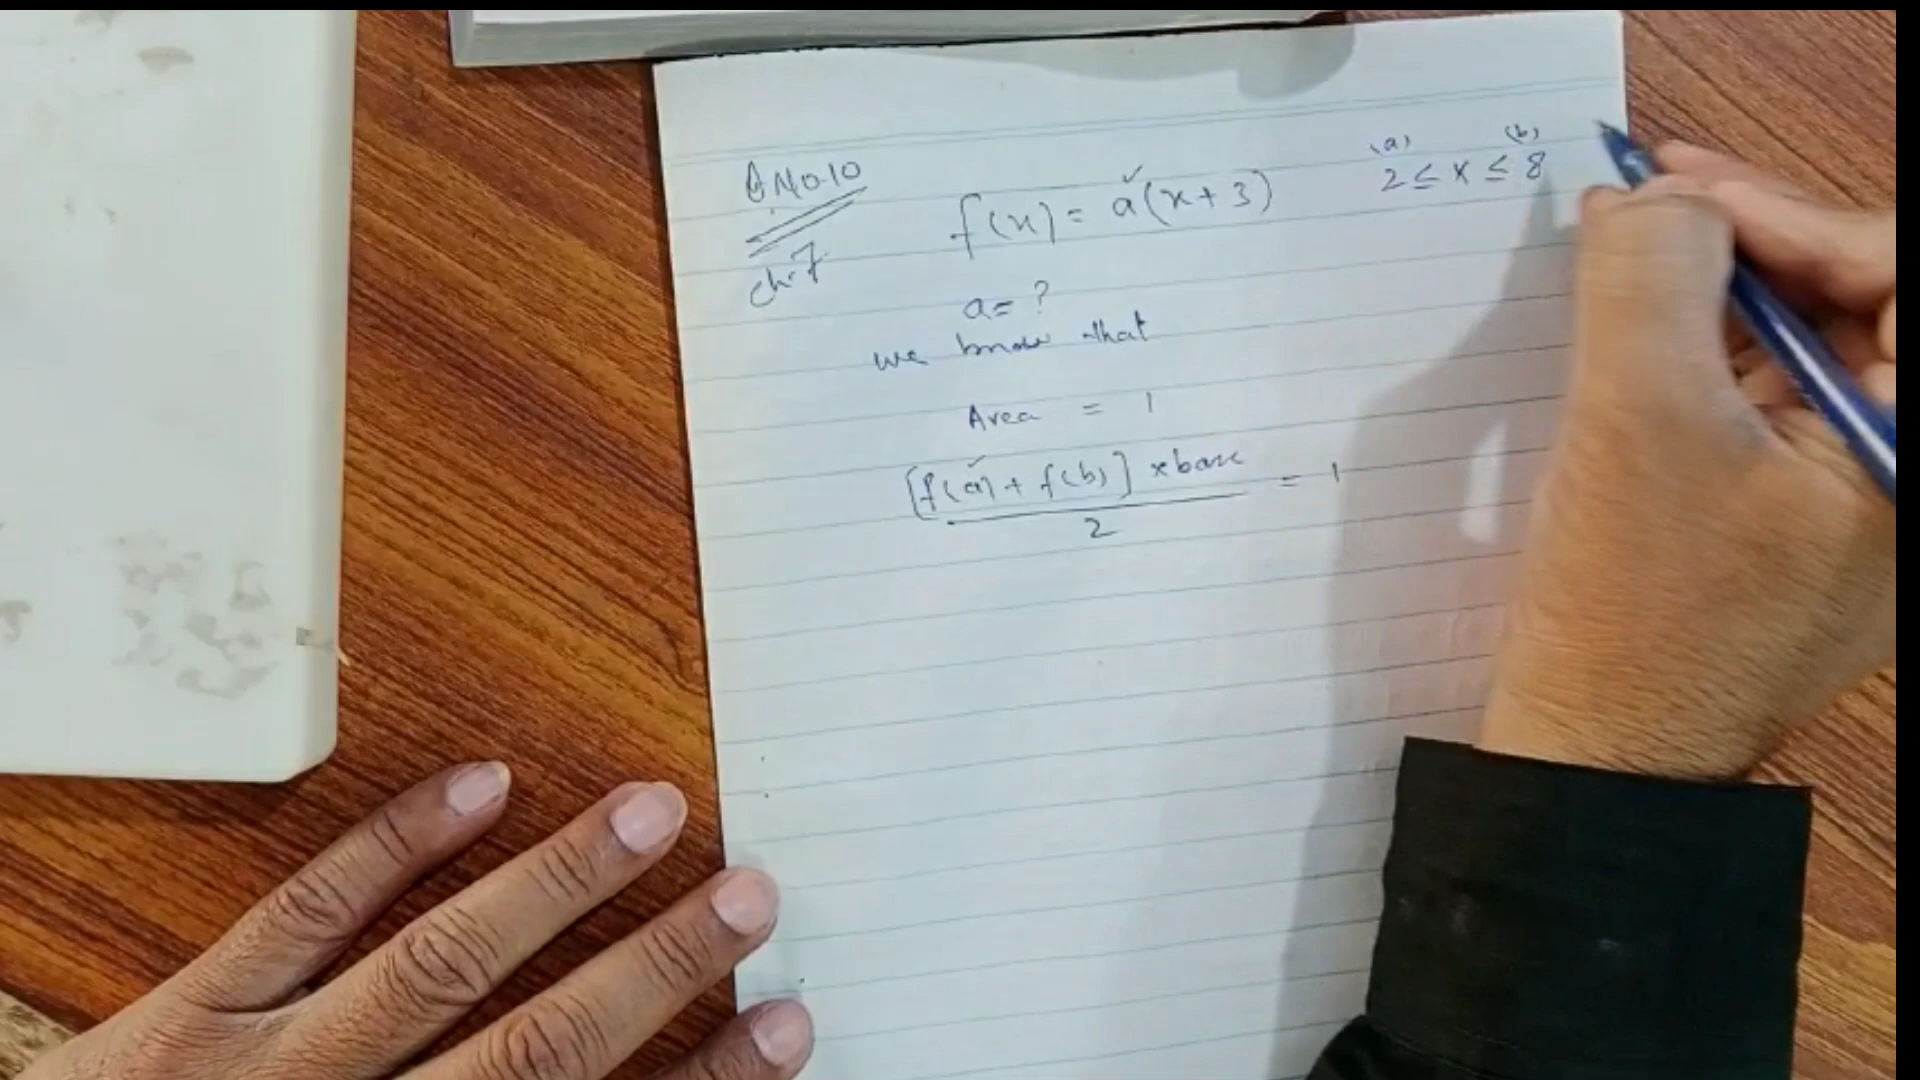 Q.No.10
Ch.7
f(x) = a(x+3)
(a) (b)
2 ≤ x ≤ 8
a = ?
we know that
Area = 1
[f(a) + f(b)] × base
2
= 1